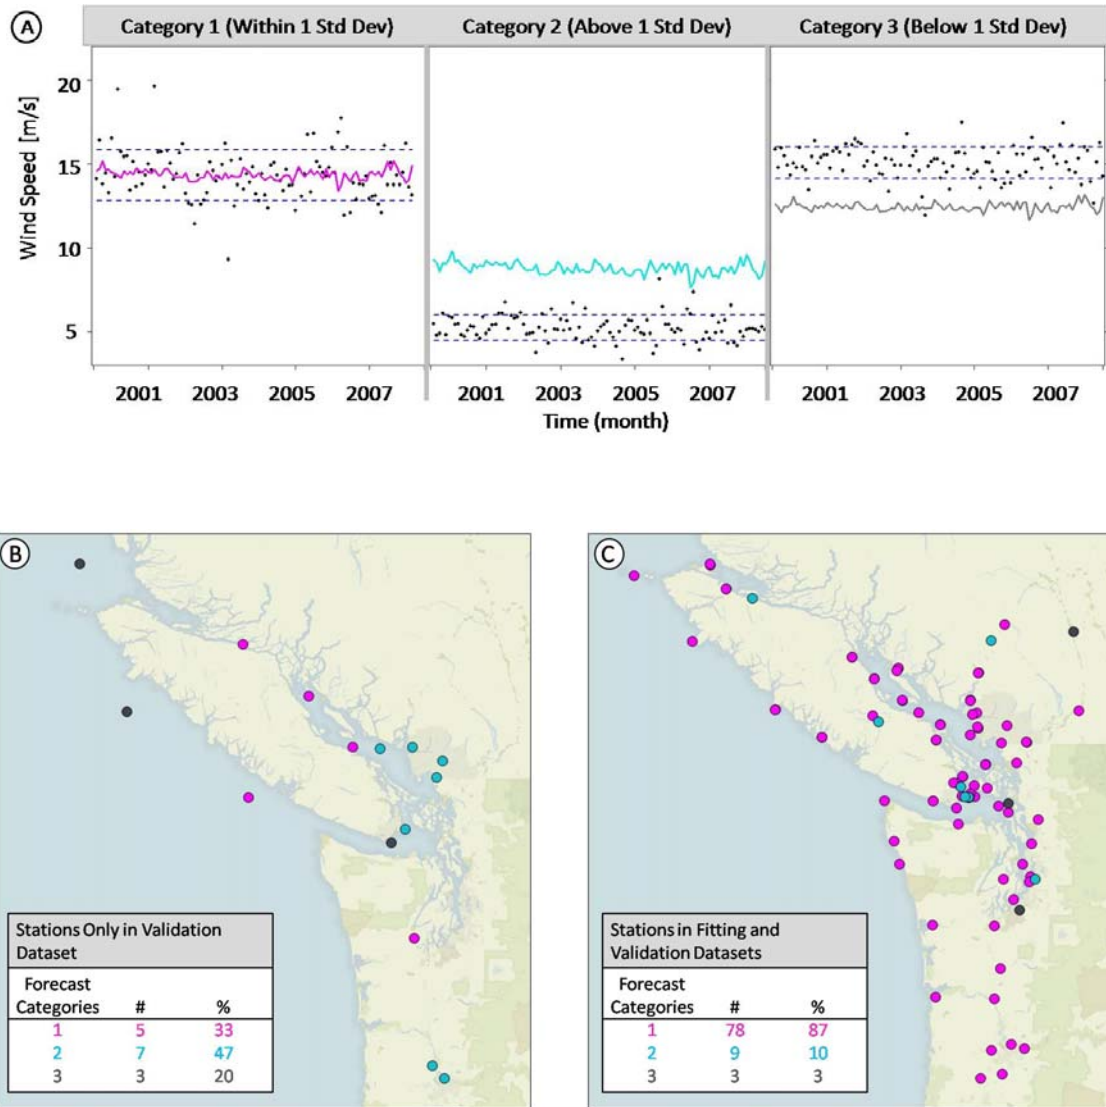 A
Category 1 (Within 1 Std Dev) Category 2 (Above 1 Std Dev) Category 3 (Below 1 Std Dev)
Wind Speed [m/s]
20
15
10
5
2001 2003 2005 2007 2001 2003 2005 2007 2001 2003 2005 2007
Time (month)
B
Stations Only in Validation
Dataset
Forecast
Categories # %
1 5 33
2 7 47
3 3 20
C
Stations in Fitting and
Validation Datasets
Forecast
Categories # %
1 78 87
2 9 10
3 3 3